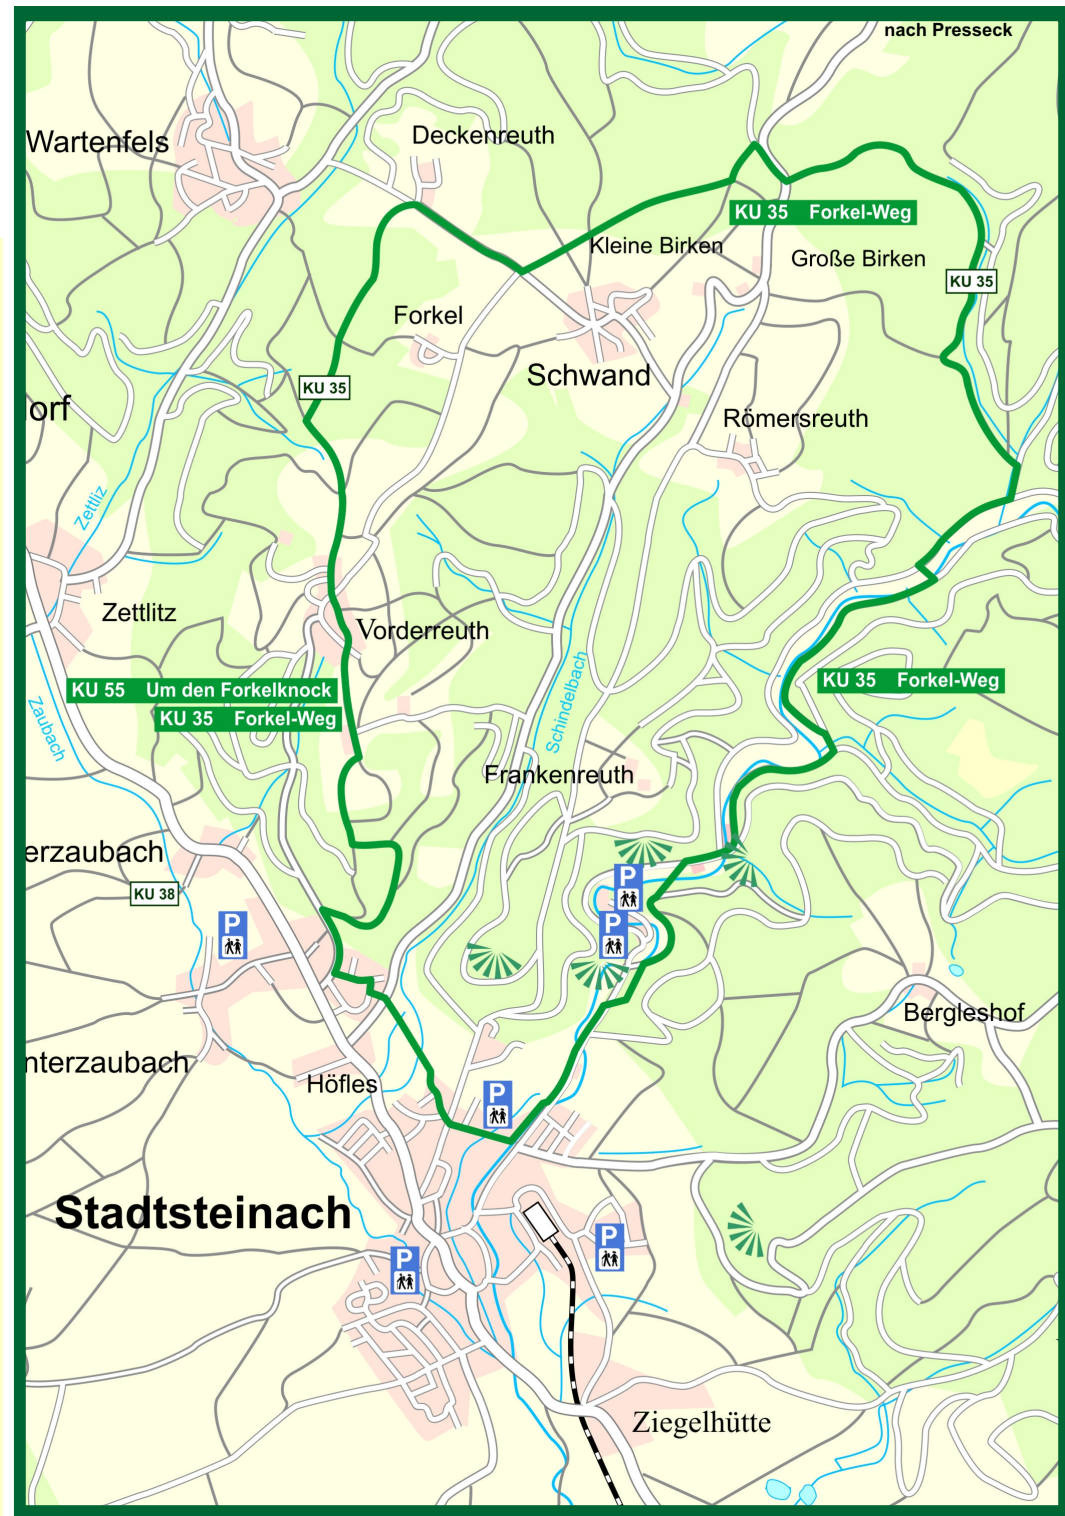 nach Presseck
Wartenfels
Deckenreuth
KU 35 Forkel-Weg
Kleine Birken
Große Birken
KU 35
Forkel
Schwand
KU 35
dorf
Römersreuth
Zettliz
Zettlitz
Vorderreuth
KU 55 Um den Forkelknock
KU 35 Forkel-Weg
KU 35 Forkel-Weg
Zaubach
Schindelbach
Frankenreuth
erzaubach
KU 38
P
P
P
Bergleshof
nterzaubach
Höfles
P
Stadtsteinach
P
P
Ziegelhütte